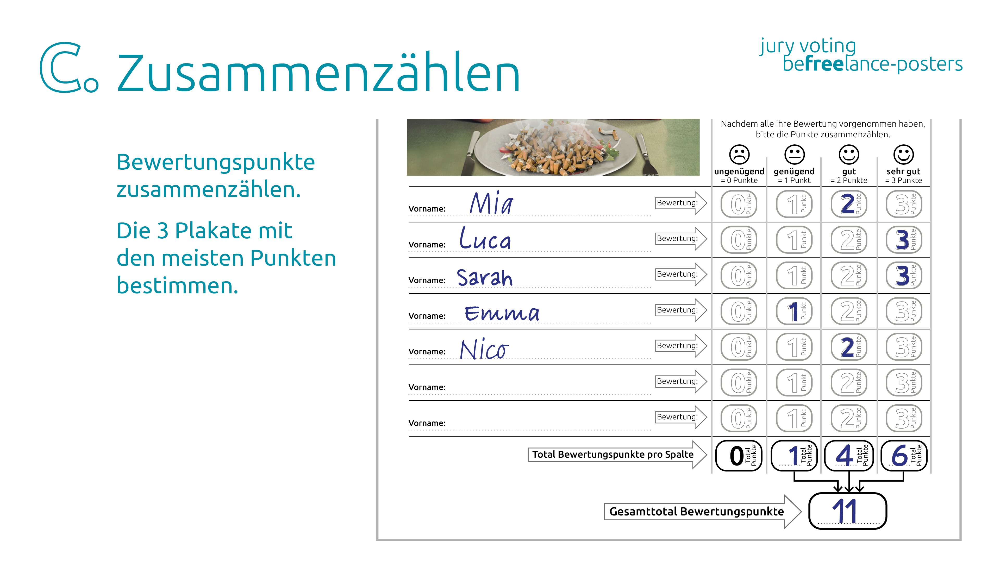 C. Zusammenzählen
jury voting
befreelance-posters
Bewertungspunkte
zusammenzählen.
Die 3 Plakate mit
den meisten Punkten
bestimmen.
Nachdem alle ihre Bewertung vorgenommen haben,
bitte die Punkte zusammenzählen.
ungenügend genügend gut sehr gut
= 0 Punkte = 1 Punkt = 2 Punkte = 3 Punkte
Vorname: Mia Bewertung: 0 Punkte 1 Punkt 2 Punkte 3 Punkte
Vorname: Luca Bewertung: 0 Punkte 1 Punkt 2 Punkte 3 Punkte
Vorname: Sarah Bewertung: 0 Punkte 1 Punkt 2 Punkte 3 Punkte
Vorname: Emma Bewertung: 0 Punkte 1 Punkt 2 Punkte 3 Punkte
Vorname: Nico Bewertung: 0 Punkte 1 Punkt 2 Punkte 3 Punkte
Vorname: Bewertung: 0 Punkte 1 Punkt 2 Punkte 3 Punkte
Vorname: Bewertung: 0 Punkte 1 Punkt 2 Punkte 3 Punkte
Total Bewertungspunkte pro Spalte 0 Total Punkte 1 Total Punkte 4 Total Punkte 6 Total Punkte
Gesamttotal Bewertungspunkte 11